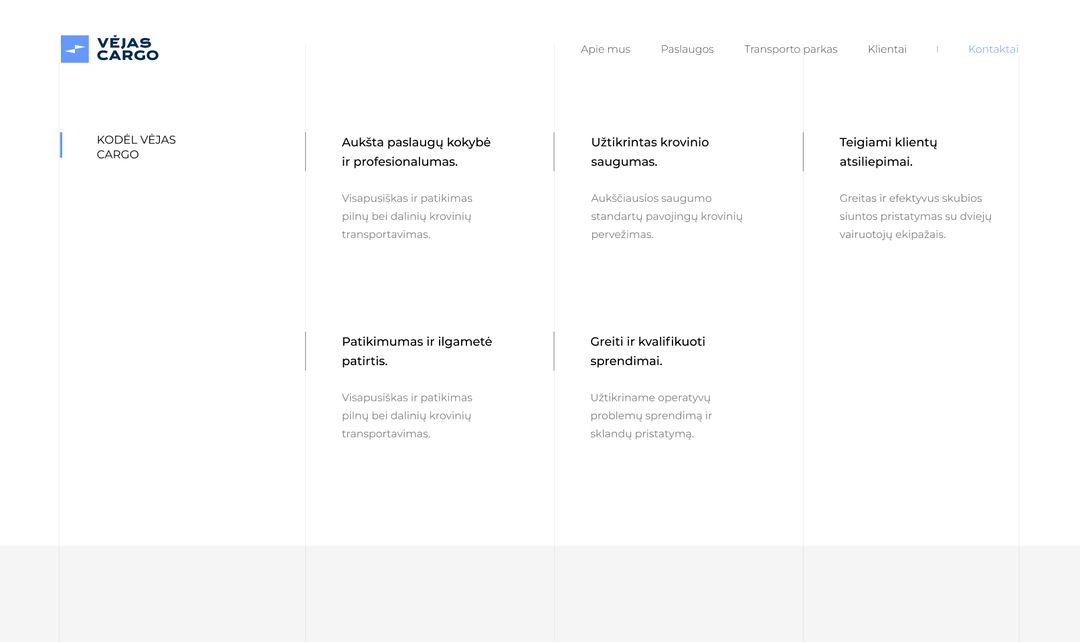 VĖJAS
CARGO
Apie mus
Paslaugos
Transporto parkas
Klientai
|
Kontaktai
KODĖL VĖJAS
CARGO
Aukšta paslaugų kokybė
ir profesionalumas.
Visapusiškas ir patikimas
pilnų bei dalinių krovinių
transportavimas.
Užtikrintas krovinio
saugumas.
Aukščiausios saugumo
standartų pavojingų krovinių
pervežimas.
Teigiami klientų
atsiliepimai.
Greitas ir efektyvus skubios
siuntos pristatymas su dviejų
vairuotojų ekipažais.
Patikimumas ir ilgametė
patirtis.
Visapusiškas ir patikimas
pilnų bei dalinių krovinių
transportavimas.
Greiti ir kvalifikuoti
sprendimai.
Užtikriname operatyvų
problemų sprendimą ir
sklandų pristatymą.